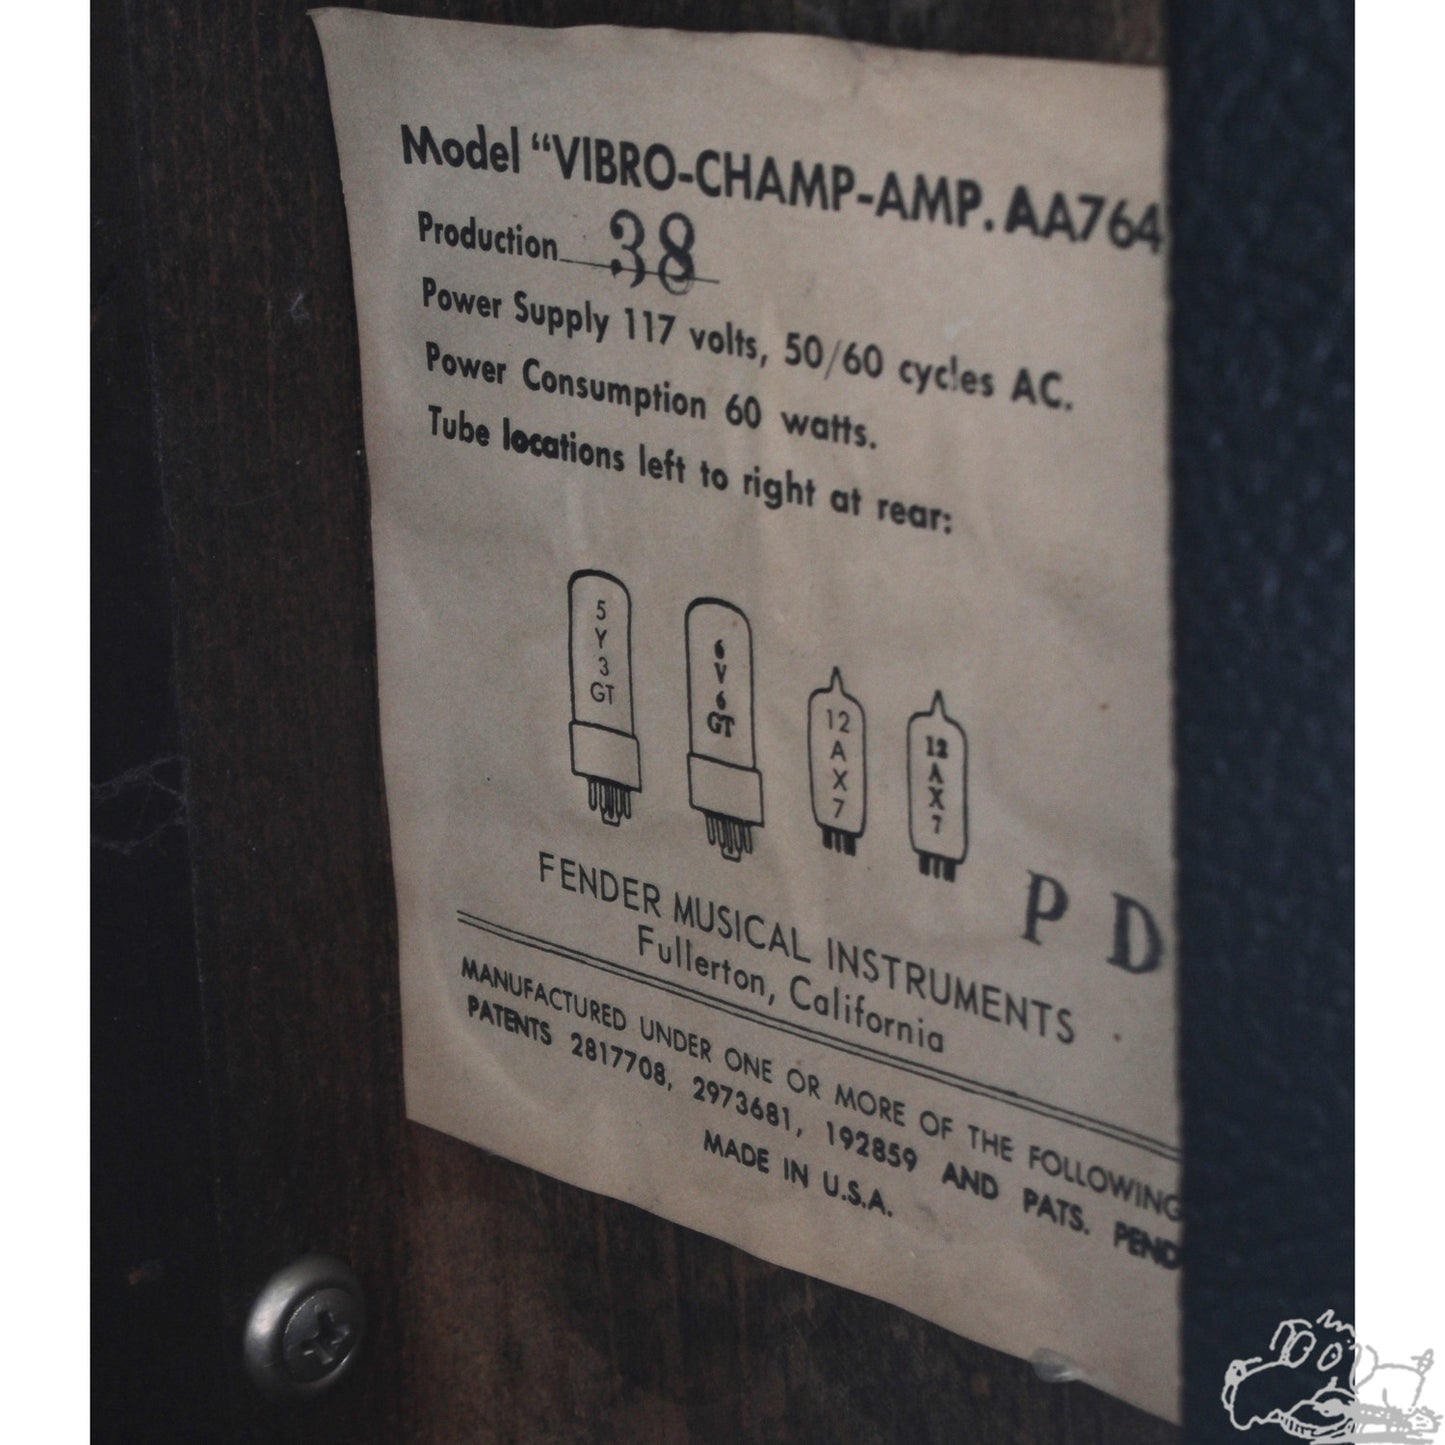 Model “VIBRO-CHAMP-AMP. AA764
Production 38
Power Supply 117 volts, 50/60 cycles AC.
Power Consumption 60 watts.
Tube locations left to right at rear:
5
Y
3
GT
6
V
6
GT
12
A
X
7
12
A
X
7
P D
FENDER MUSICAL INSTRUMENTS
Fullerton, California
MANUFACTURED UNDER ONE OR MORE OF THE FOLLOWING
PATENTS 2817708, 2973681, 192859 AND PATS. PEND
MADE IN U.S.A.